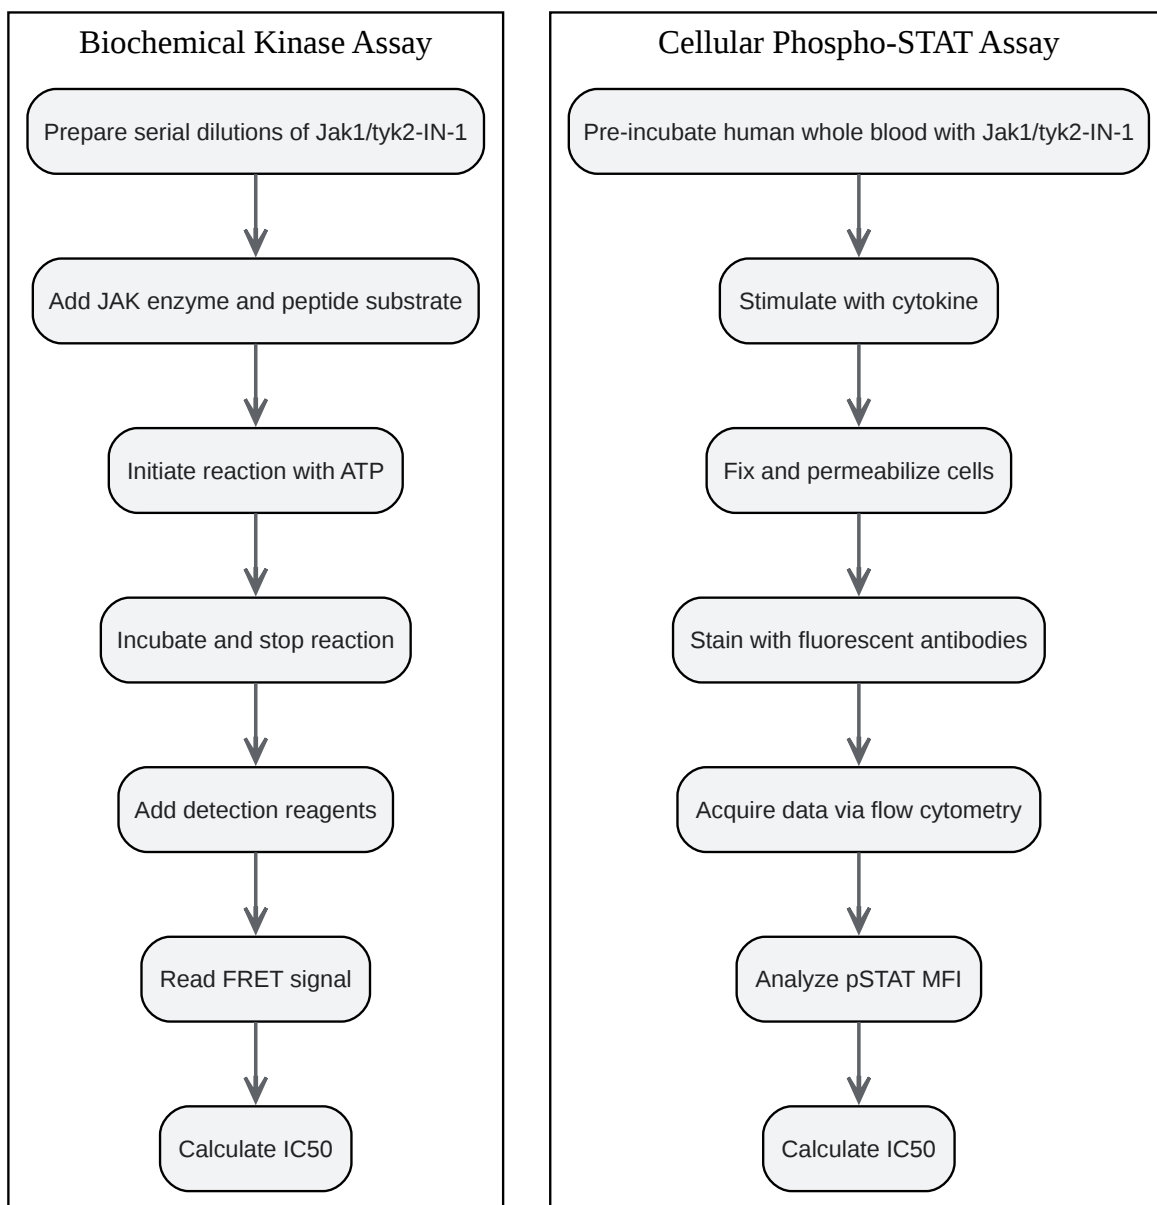 Biochemical Kinase Assay
Prepare serial dilutions of Jak1/tyk2-IN-1
Add JAK enzyme and peptide substrate
Initiate reaction with ATP
Incubate and stop reaction
Add detection reagents
Read FRET signal
Calculate IC50
Cellular Phospho-STAT Assay
Pre-incubate human whole blood with Jak1/tyk2-IN-1
Stimulate with cytokine
Fix and permeabilize cells
Stain with fluorescent antibodies
Acquire data via flow cytometry
Analyze pSTAT MFI
Calculate IC50